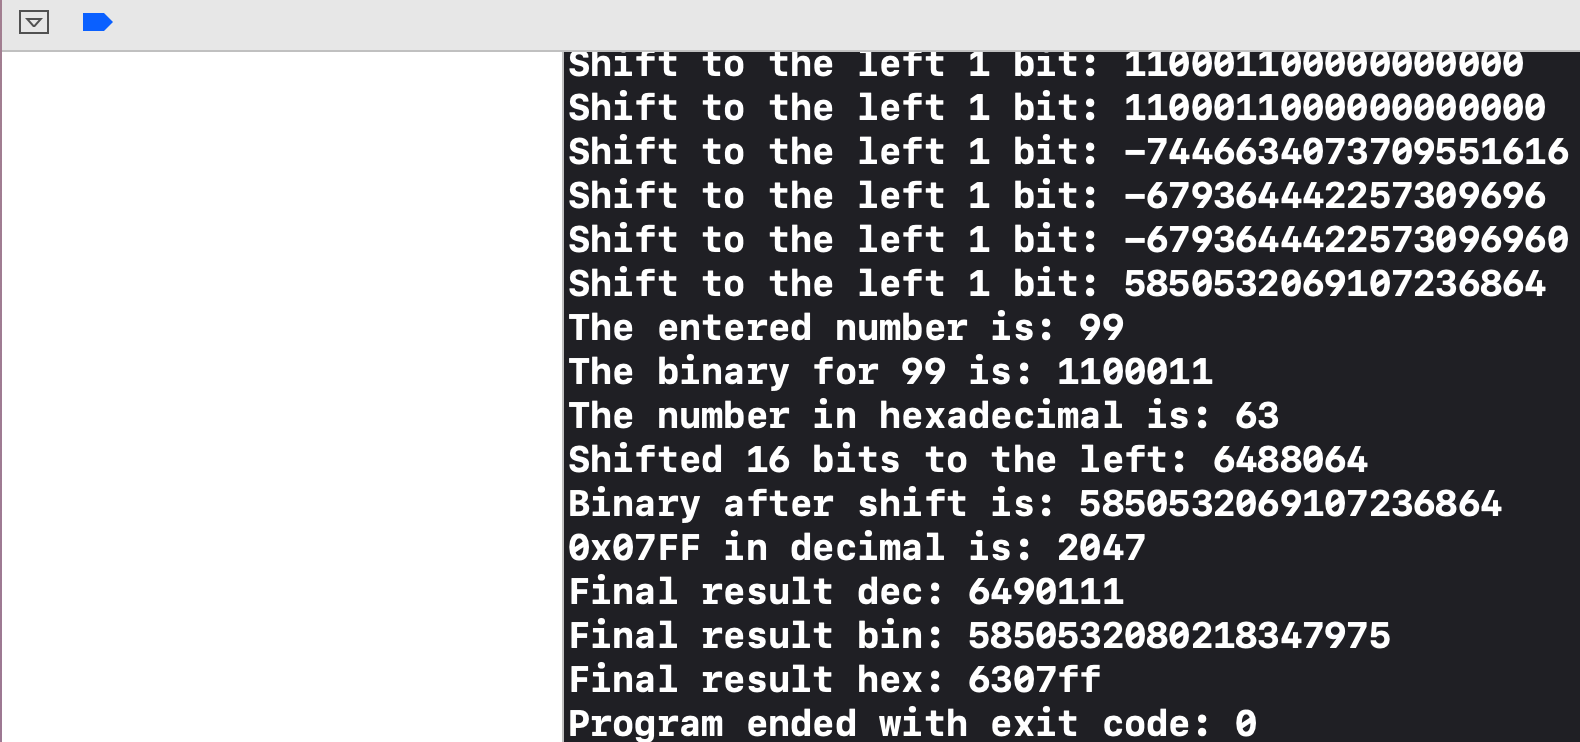 Shift to the left 1 bit: 110001100000000000
Shift to the left 1 bit: 1100011000000000000
Shift to the left 1 bit: -7446634073709551616
Shift to the left 1 bit: -679364442257309696
Shift to the left 1 bit: -6793644422573096960
Shift to the left 1 bit: 5850532069107236864
The entered number is: 99
The binary for 99 is: 1100011
The number in hexadecimal is: 63
Shifted 16 bits to the left: 6488064
Binary after shift is: 5850532069107236864
0x07FF in decimal is: 2047
Final result dec: 6490111
Final result bin: 5850532080218347975
Final result hex: 6307ff
Program ended with exit code: 0